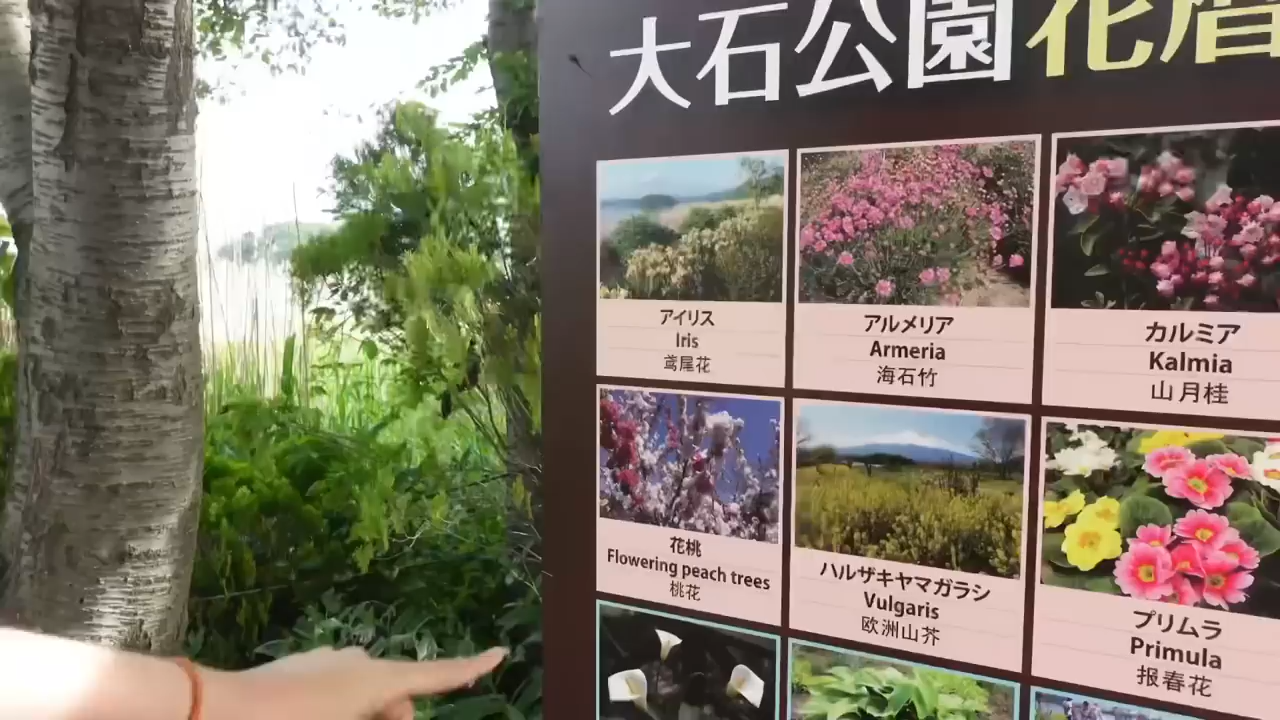 大石公園花暦
アイリス
Iris
鸢尾花
アルメリア
Armeria
海石竹
カルミア
Kalmia
山月桂
花桃
Flowering peach trees
桃花
ハルザキヤマガラシ
Vulgaris
欧洲山芥
プリムラ
Primula
报春花